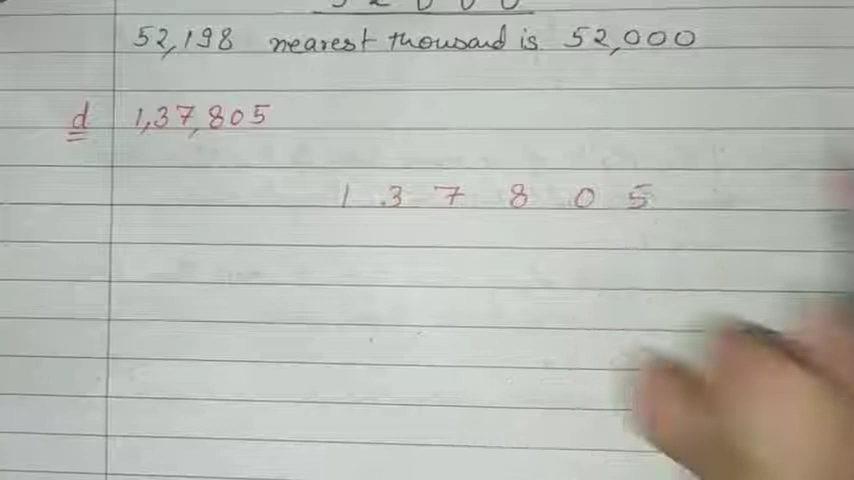 52,198 nearest thousand is 52,000
d 1,37,805
1 3 7 8 0 5